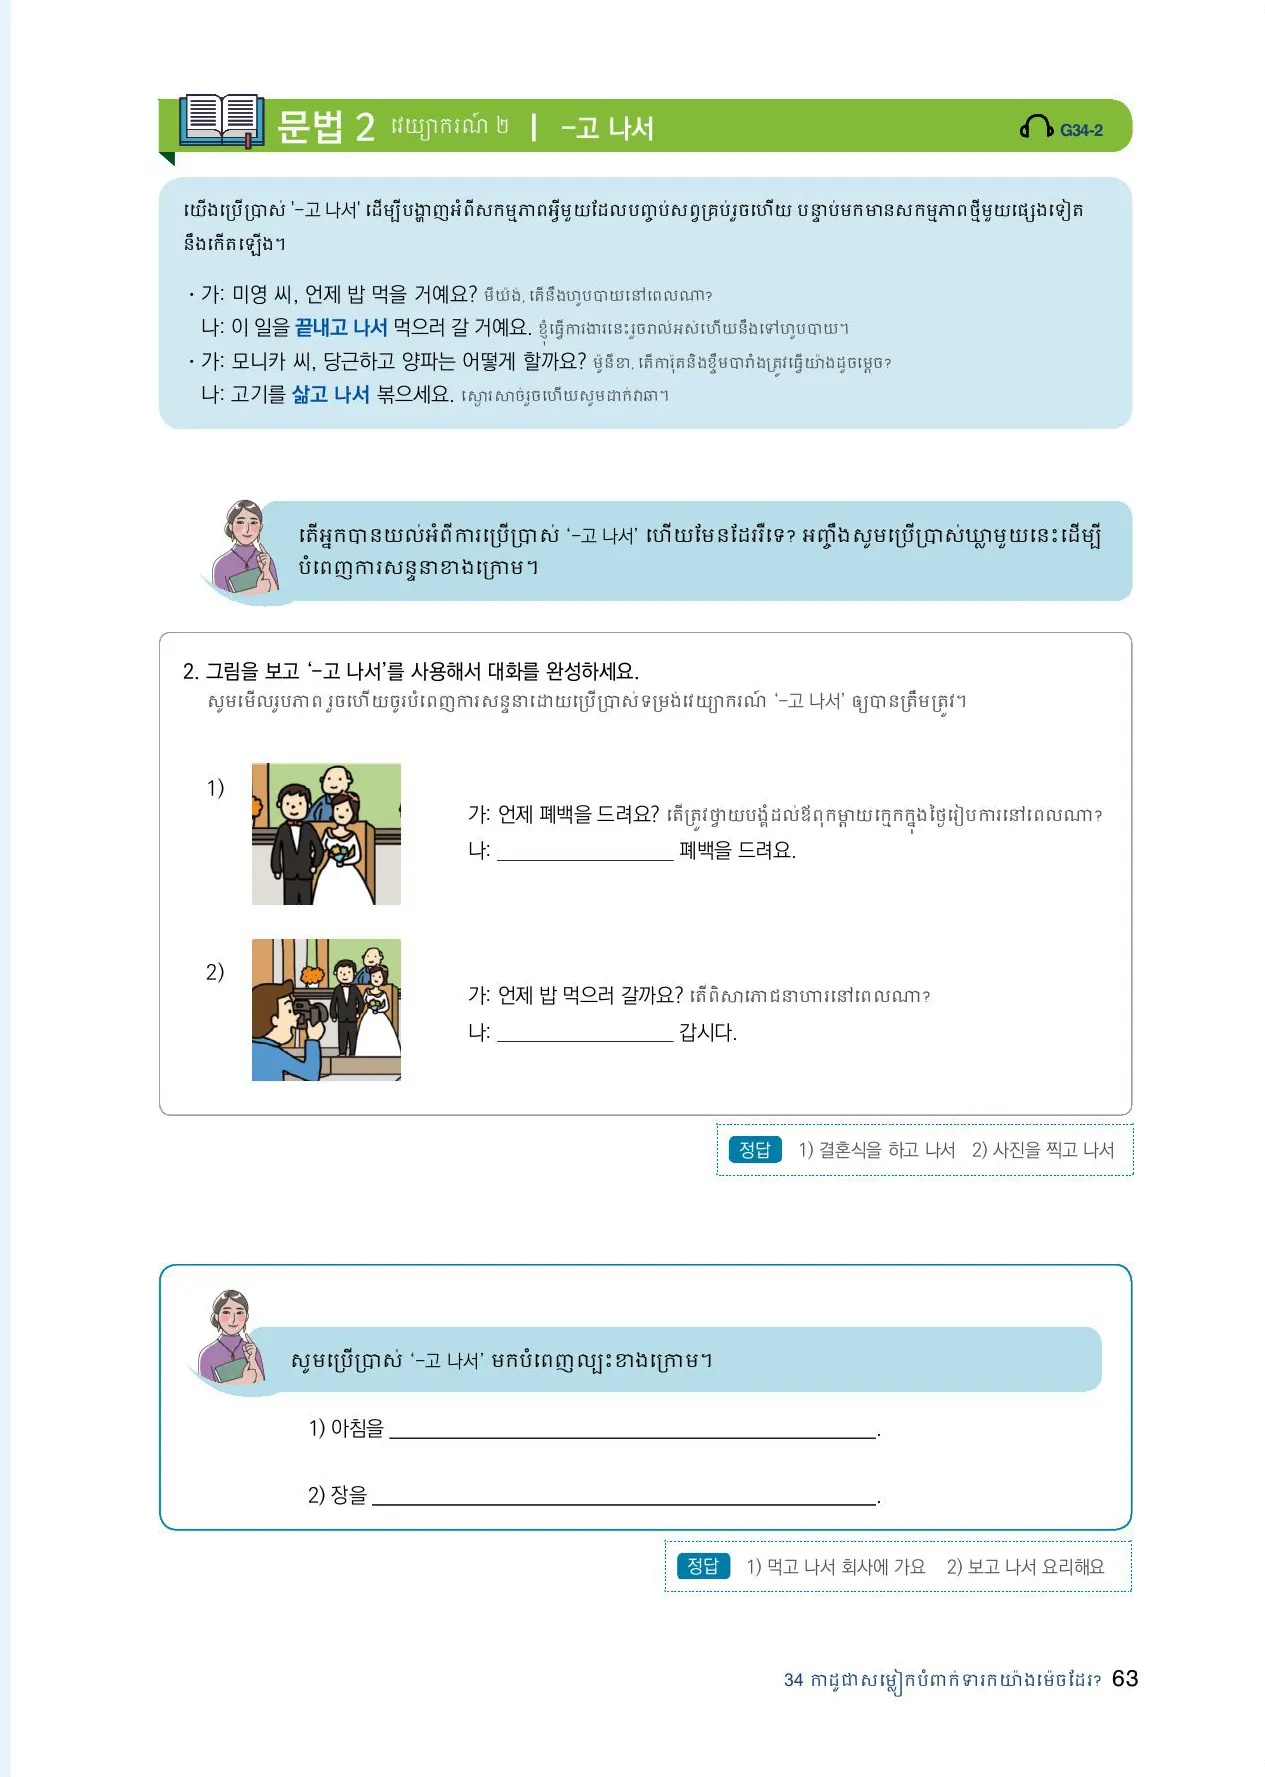 문법 2 វេយ្យាករណ៍ ២ | -고 나서 G34-2
យើងប្រើប្រាស់ '-고 나서' ដើម្បីបង្ហាញអំពីសកម្មភាពអ្វីមួយដែលបញ្ចប់សព្វគ្រប់រួចហើយ បន្ទាប់មកមានសកម្មភាពថ្មីមួយផ្សេងទៀត
នឹងកើតឡើង។
· 가: 미영 씨, 언제 밥 먹을 거예요? មីយ៉ង់, តើនឹងហូបបាយនៅពេលណា?
나: 이 일을 끝내고 나서 먹으러 갈 거예요. ខ្ញុំធ្វើការងារនេះរួចរាល់អស់ហើយនឹងទៅហូបបាយ។
· 가: 모니카 씨, 당근하고 양파는 어떻게 할까요? ម៉ូនីខា, តើការ៉ុតនិងខ្ទឹមបារាំងត្រូវធ្វើយ៉ាងដូចម្ដេច?
나: 고기를 삶고 나서 볶으세요. ស្ងោរសាច់រួចហើយសូមដាក់វាឆា។
តើអ្នកបានយល់អំពីការប្រើប្រាស់ ‘-고 나서’ ហើយមែនដែររឺទេ? អញ្ចឹងសូមប្រើប្រាស់ឃ្លាមួយនេះដើម្បី
បំពេញការសន្ទនាខាងក្រោម។
2. 그림을 보고 ‘-고 나서’를 사용해서 대화를 완성하세요.
សូមមើលរូបភាព រួចហើយចូរបំពេញការសន្ទនាដោយប្រើប្រាស់ទម្រង់វេយ្យាករណ៍ ‘-고 나서’ ឲ្យបានត្រឹមត្រូវ។
1)
가: 언제 폐백을 드려요? តើត្រូវថ្វាយបង្គំដល់ឪពុកម្ដាយក្មេកក្នុងថ្ងៃរៀបការនៅពេលណា?
나: ________________ 폐백을 드려요.
2)
가: 언제 밥 먹으러 갈까요? តើពិសាភោជនាហារនៅពេលណា?
나: ________________ 갑시다.
정답 1) 결혼식을 하고 나서 2) 사진을 찍고 나서
សូមប្រើប្រាស់ ‘-고 나서’ មកបំពេញល្បះខាងក្រោម។
1) 아침을 ________________________________.
2) 장을 ________________________________.
정답 1) 먹고 나서 회사에 가요 2) 보고 나서 요리해요
34 កាដូជាសម្លៀកបំពាក់ទារកយ៉ាងម៉េចដែរ? 63